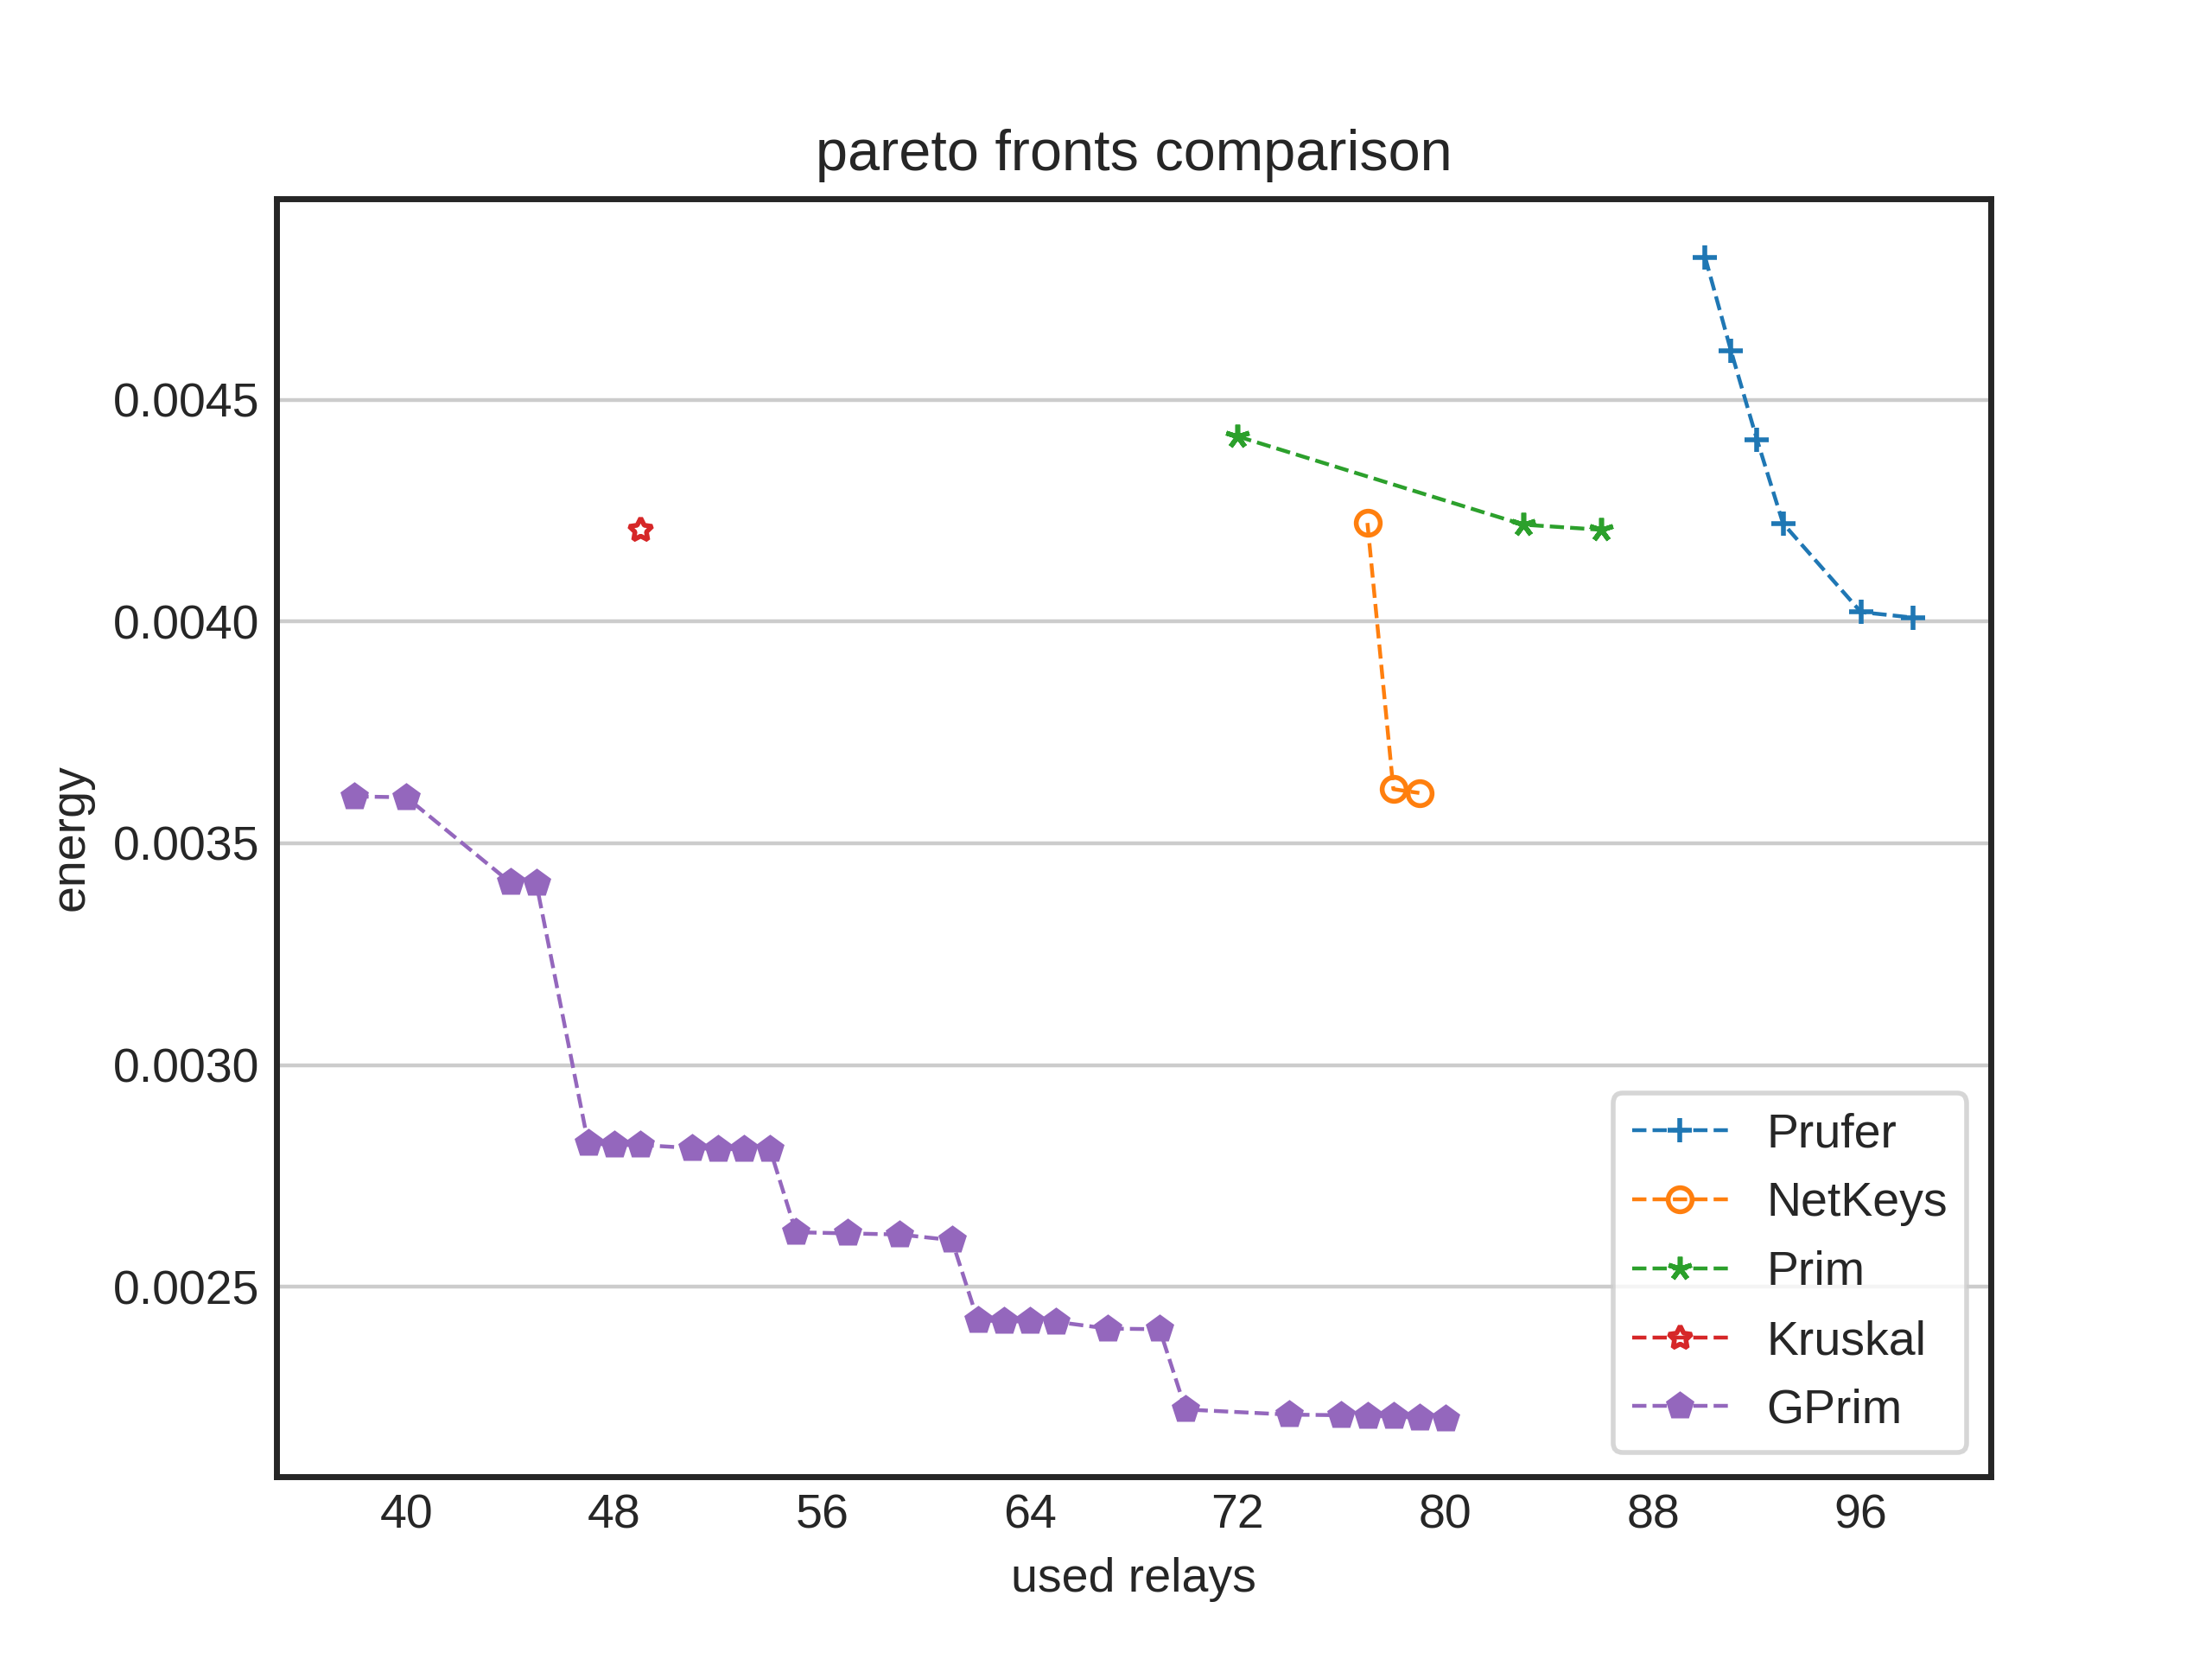 pareto fronts comparison
0.0045
0.0040
0.0035
0.0030
0.0025
energy
40 48 56 64 72 80 88 96
used relays
Prufer
NetKeys
Prim
Kruskal
GPrim